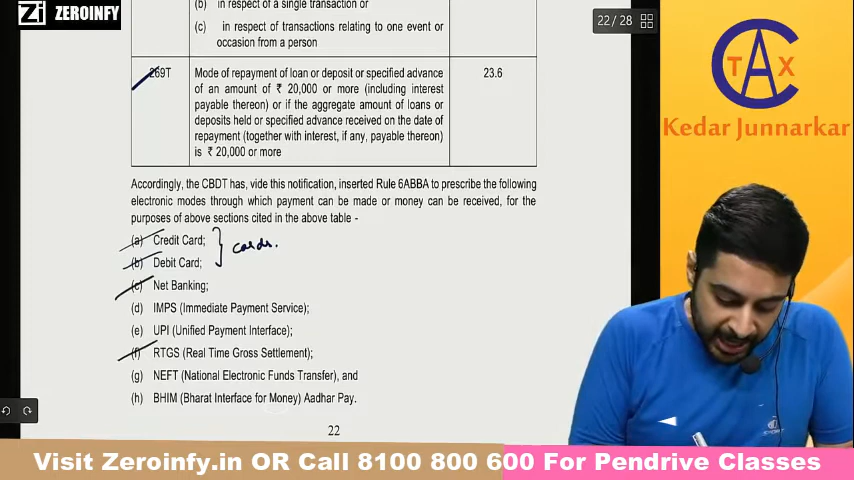 Zi ZEROINFY
(b) in respect of a single transaction or
(c) in respect of transactions relating to one event or
occasion from a person
269T Mode of repayment of loan or deposit or specified advance 23.6
of an amount of ₹ 20,000 or more (including interest
payable thereon) or if the aggregate amount of loans or
deposits held or specified advance received on the date of
repayment (together with interest, if any, payable thereon)
is ₹ 20,000 or more
Accordingly, the CBDT has, vide this notification, inserted Rule 6ABBA to prescribe the following
electronic modes through which payment can be made or money can be received, for the
purposes of above sections cited in the above table -
(a) Credit Card;
cards.
(b) Debit Card;
(c) Net Banking;
(d) IMPS (Immediate Payment Service);
(e) UPI (Unified Payment Interface);
(f) RTGS (Real Time Gross Settlement);
(g) NEFT (National Electronic Funds Transfer), and
(h) BHIM (Bharat Interface for Money) Aadhar Pay.
22
22/28
TAX
Kedar Junnarkar
Visit Zeroinfy.in OR Call 8100 800 600 For Pendrive Classes